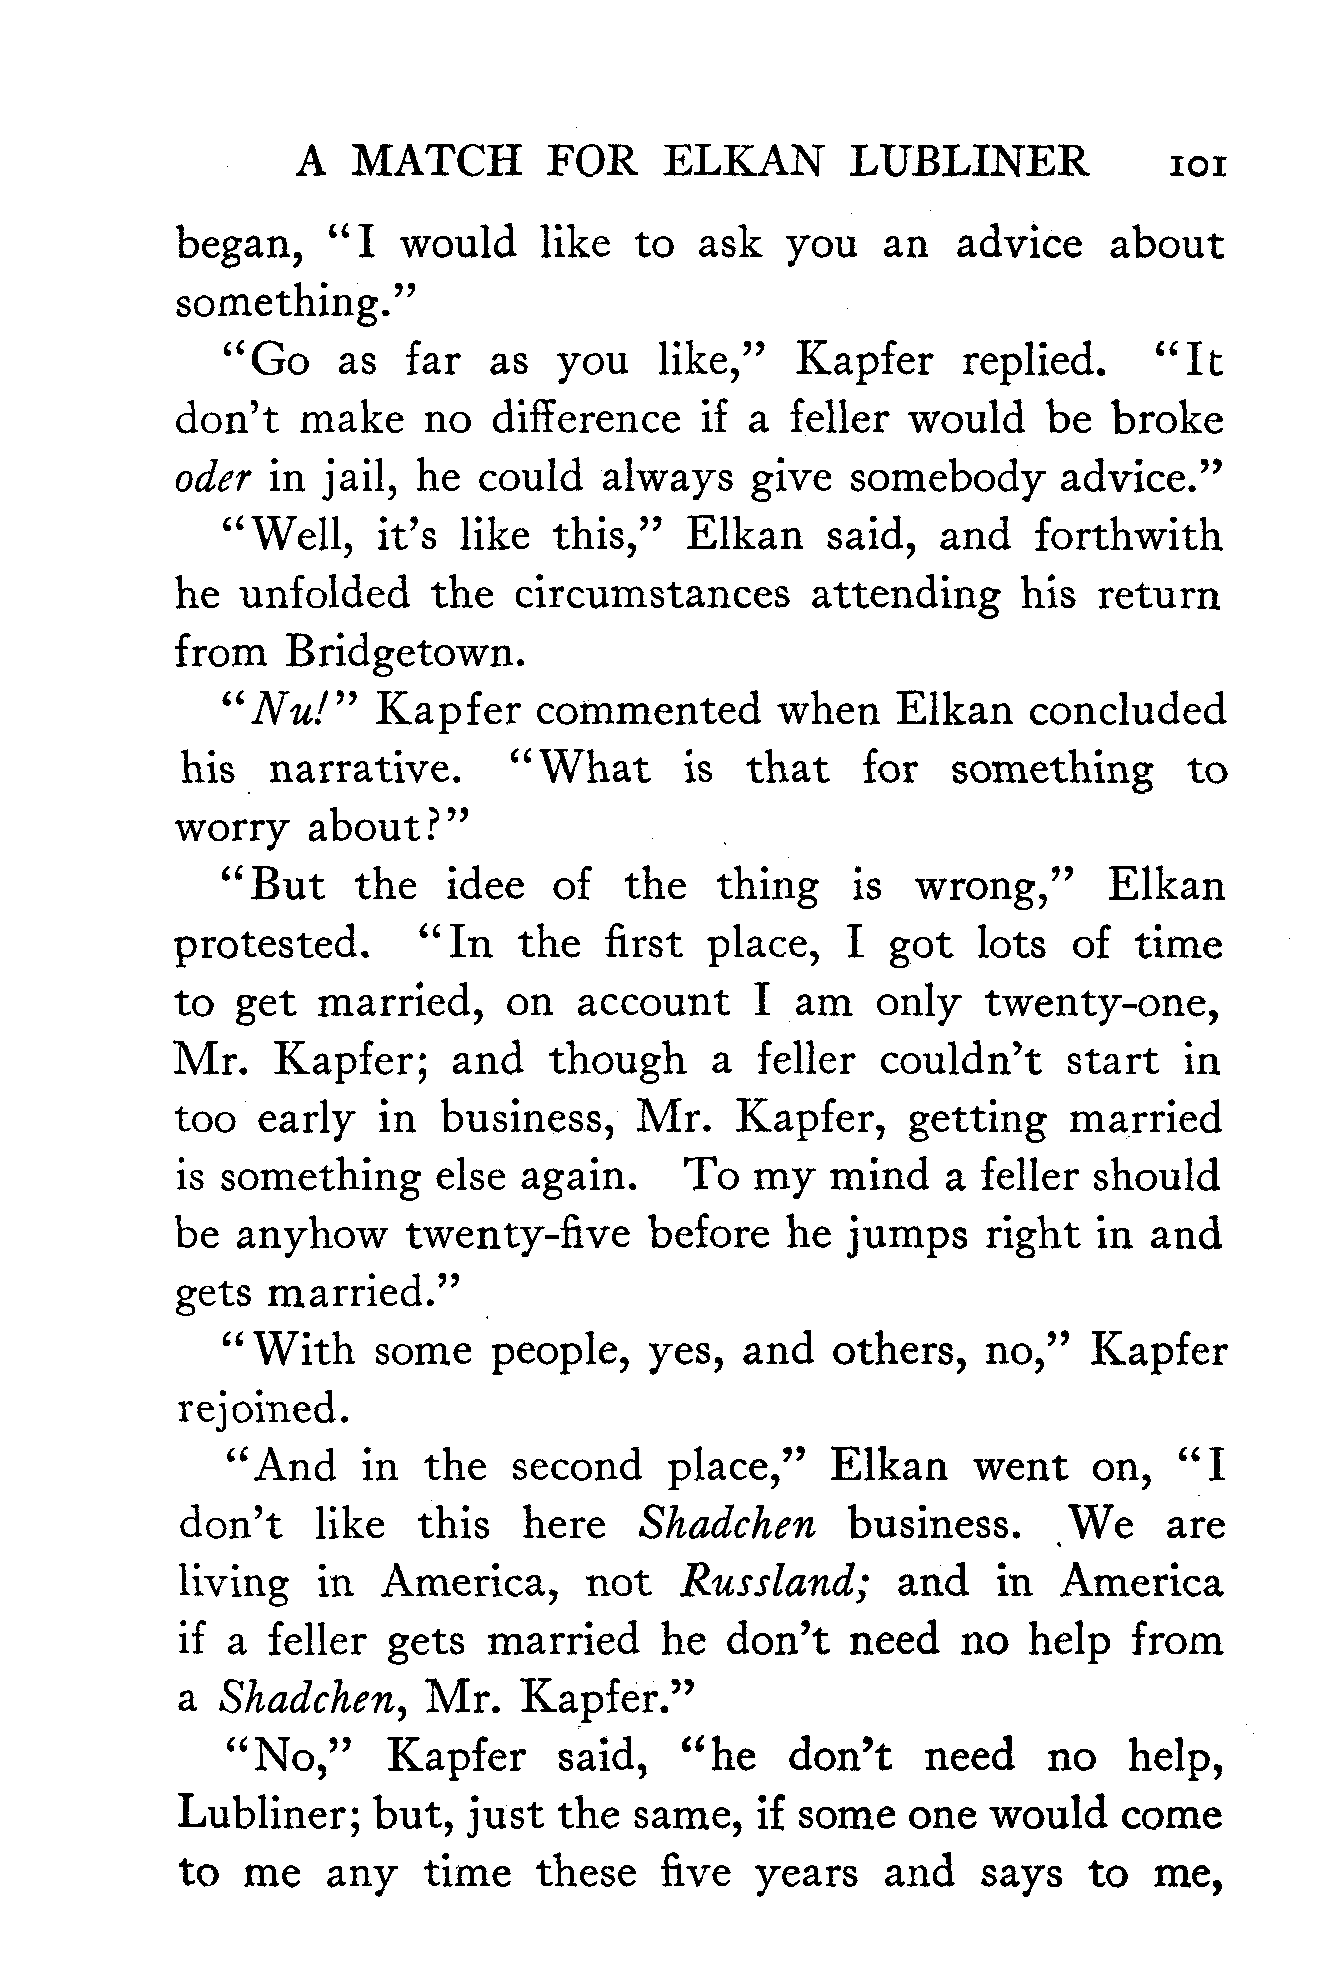 A MATCH FOR ELKAN LUBLINER 101
began, "I would like to ask you an advice about
something."
"Go as far as you like," Kapfer replied. "It
don't make no difference if a feller would be broke
oder in jail, he could always give somebody advice."
"Well, it's like this," Elkan said, and forthwith
he unfolded the circumstances attending his return
from Bridgetown.
"Nu!" Kapfer commented when Elkan concluded
his narrative. "What is that for something to
worry about?"
"But the idee of the thing is wrong," Elkan
protested. "In the first place, I got lots of time
to get married, on account I am only twenty-one,
Mr. Kapfer; and though a feller couldn't start in
too early in business, Mr. Kapfer, getting married
is something else again. To my mind a feller should
be anyhow twenty-five before he jumps right in and
gets married."
"With some people, yes, and others, no," Kapfer
rejoined.
"And in the second place," Elkan went on, "I
don't like this here Shadchen business. We are
living in America, not Russland; and in America
if a feller gets married he don't need no help from
a Shadchen, Mr. Kapfer."
"No," Kapfer said, "he don't need no help,
Lubliner; but, just the same, if some one would come
to me any time these five years and says to me,